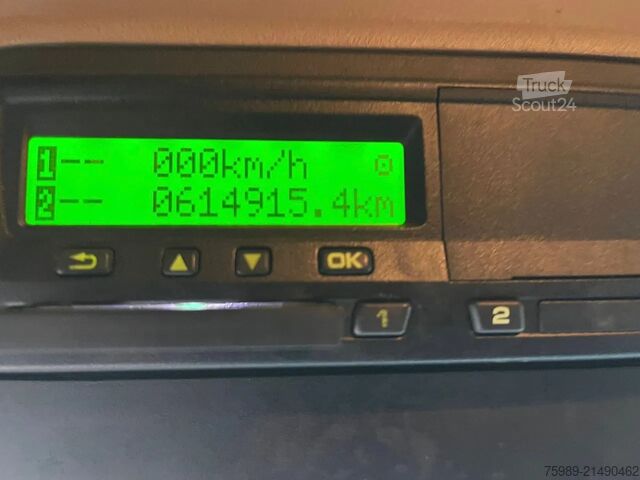 Truck
Scout24
1-- 000km/h o
2-- 0614915.4km
OK
1
2
75989-21490462